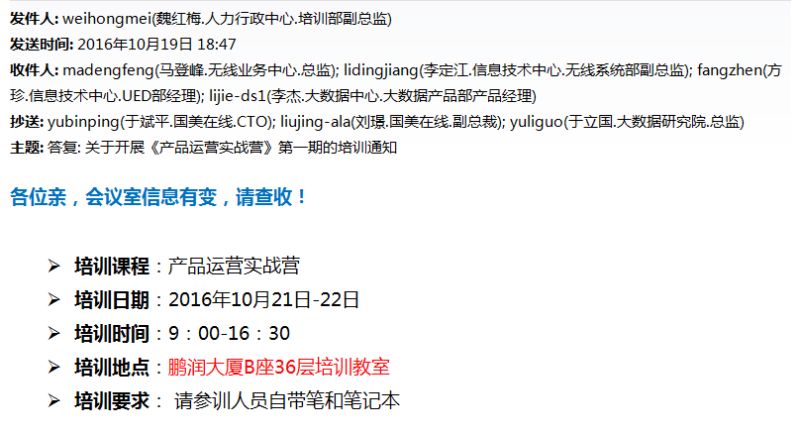 发件人: weihongmei(魏红梅.人力行政中心.培训部副总监)
发送时间: 2016年10月19日 18:47
收件人: madengfeng(马登峰.无线业务中心.总监); lidingjiang(李定江.信息技术中心.无线系统部副总监); fangzhen(方
珍.信息技术中心.UED部经理); lijie-ds1(李杰.大数据中心.大数据产品部产品经理)
抄送: yubinping(于斌平.国美在线.CTO); liujing-ala(刘璟.国美在线.副总裁); yuliguo(于立国.大数据研究院.总监)
主题: 答复: 关于开展《产品运营实战营》第一期的培训通知
各位亲，会议室信息有变，请查收！
➢ 培训课程：产品运营实战营
➢ 培训日期：2016年10月21日-22日
➢ 培训时间：9：00-16：30
➢ 培训地点：鹏润大厦B座36层培训教室
➢ 培训要求： 请参训人员自带笔和笔记本